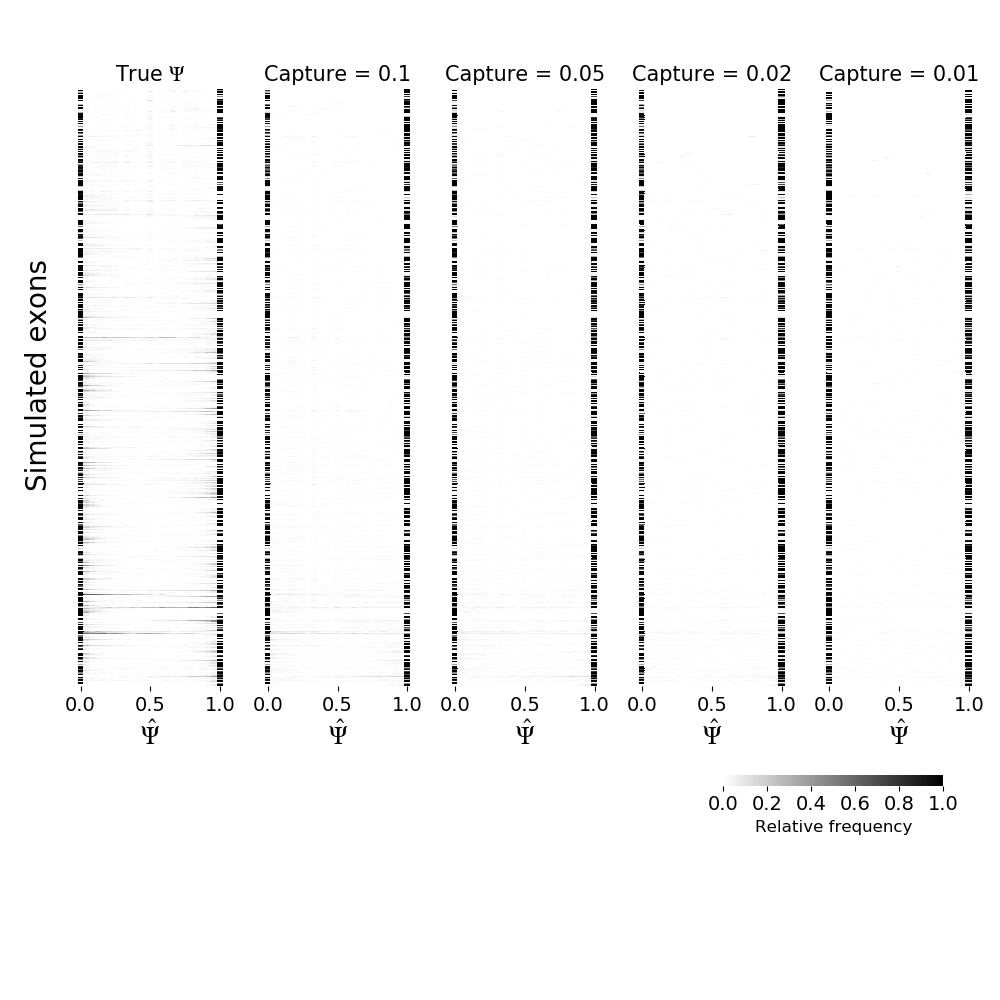 True Ψ
Capture = 0.1
Capture = 0.05
Capture = 0.02
Capture = 0.01
Simulated exons
0.0 0.5 1.0
0.0 0.5 1.0
0.0 0.5 1.0
0.0 0.5 1.0
0.0 0.5 1.0
Ψ̂
Ψ̂
Ψ̂
Ψ̂
Ψ̂
0.0 0.2 0.4 0.6 0.8 1.0
Relative frequency